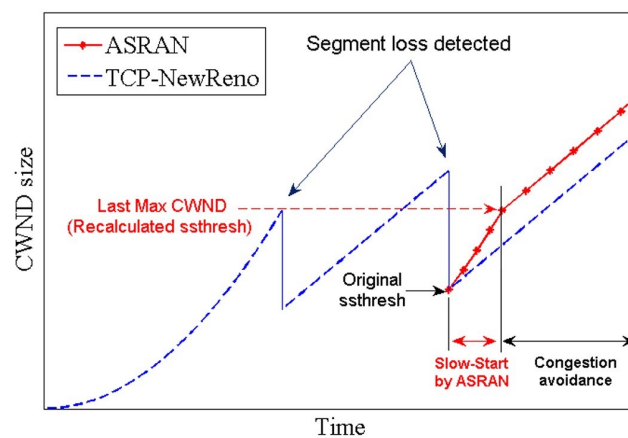 ASRAN
TCP-NewReno
Segment loss detected
CWND size
Last Max CWND
(Recalculated ssthresh)
Original
ssthresh
Slow-Start
by ASRAN
Congestion
avoidance
Time